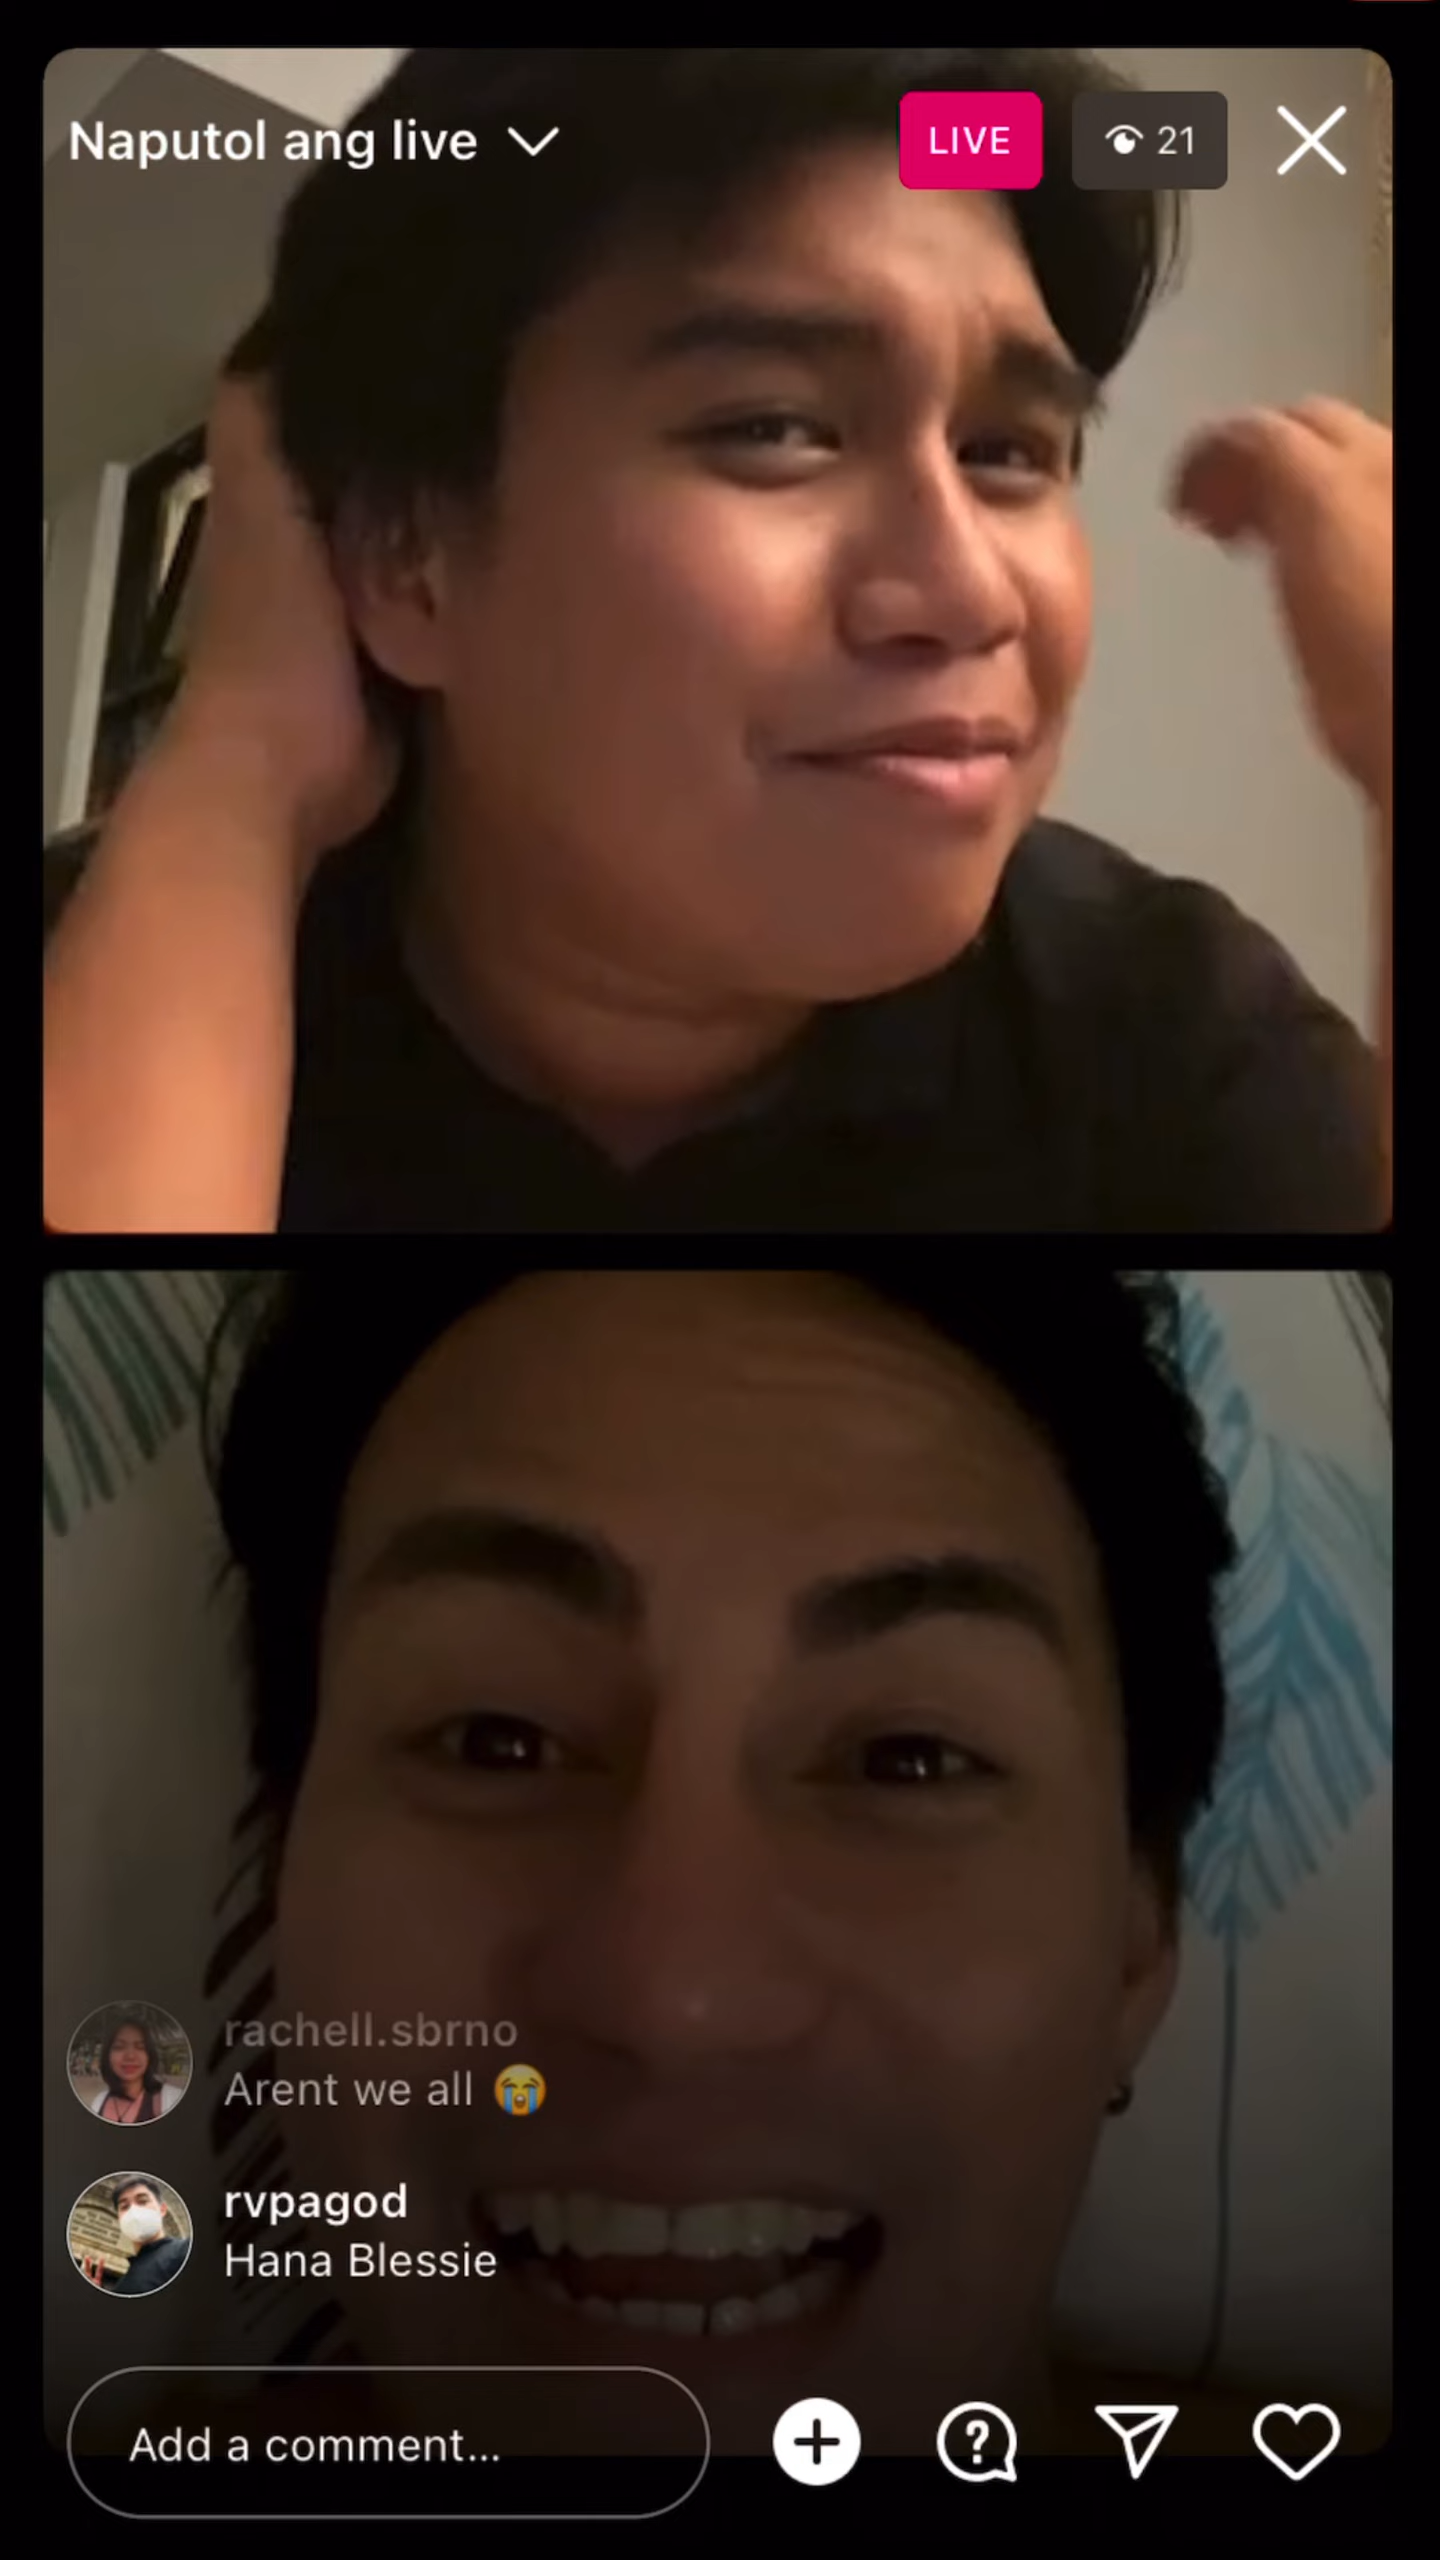 Naputol ang live
LIVE
21
rachell.sbrno
Arent we all 😭
rvpagod
Hana Blessie
Add a comment...